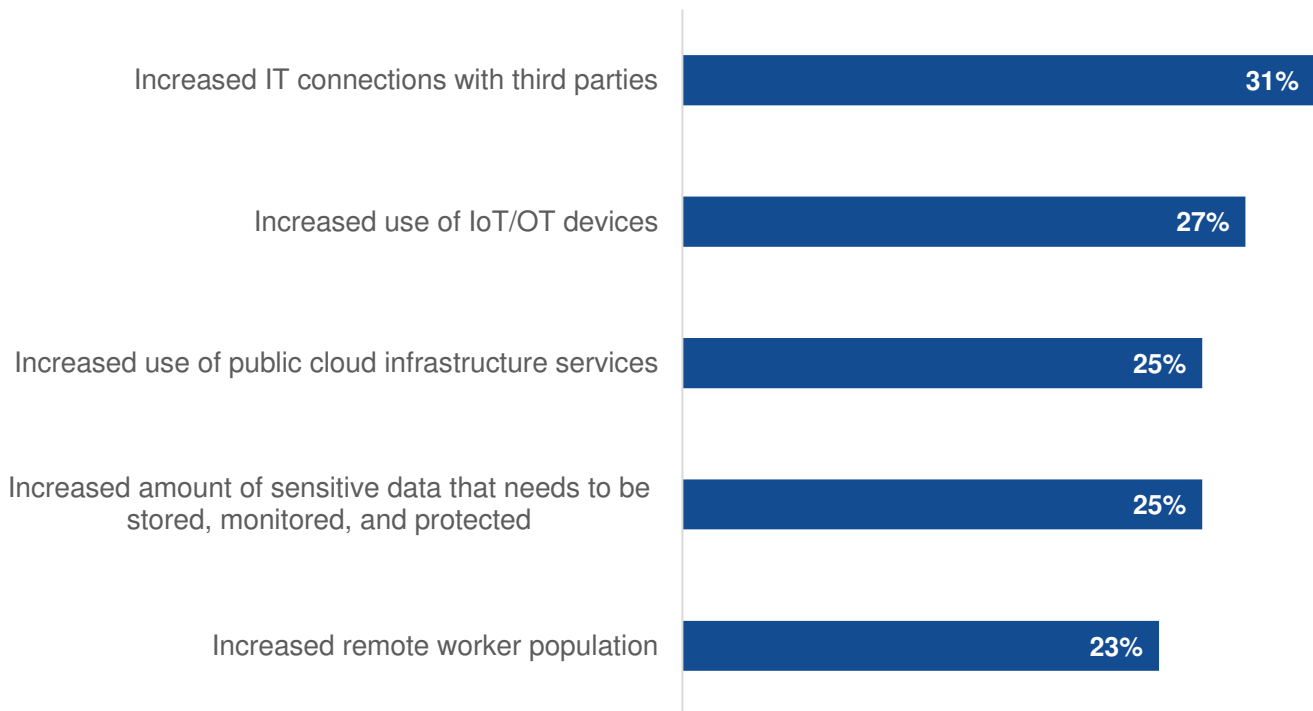 Increased IT connections with third parties
31%
Increased use of IoT/OT devices
27%
Increased use of public cloud infrastructure services
25%
Increased amount of sensitive data that needs to be
stored, monitored, and protected
25%
Increased remote worker population
23%